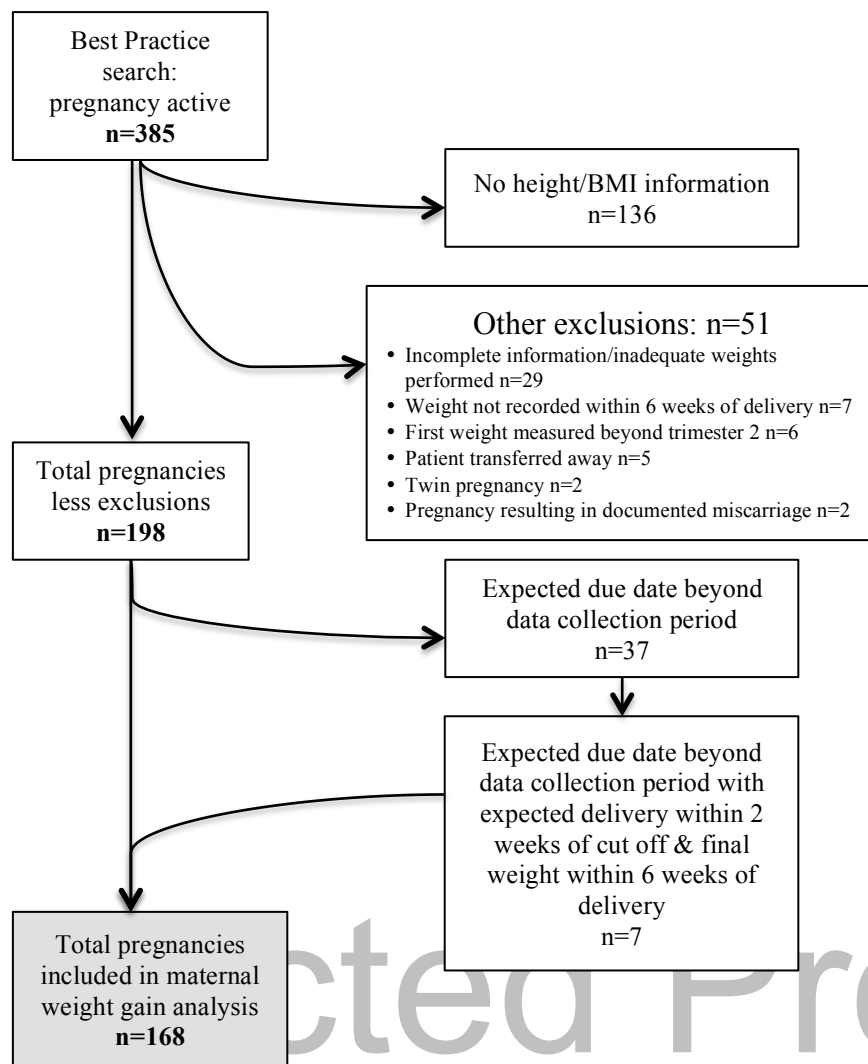 Best Practice
search:
pregnancy active
n=385
No height/BMI information
n=136
Other exclusions: n=51
• Incomplete information/inadequate weights
performed n=29
• Weight not recorded within 6 weeks of delivery n=7
• First weight measured beyond trimester 2 n=6
• Patient transferred away n=5
• Twin pregnancy n=2
• Pregnancy resulting in documented miscarriage n=2
Total pregnancies
less exclusions
n=198
Expected due date beyond
data collection period
n=37
Expected due date beyond
data collection period with
expected delivery within 2
weeks of cut off & final
weight within 6 weeks of
delivery
n=7
Total pregnancies
included in maternal
weight gain analysis
n=168
cted Pr